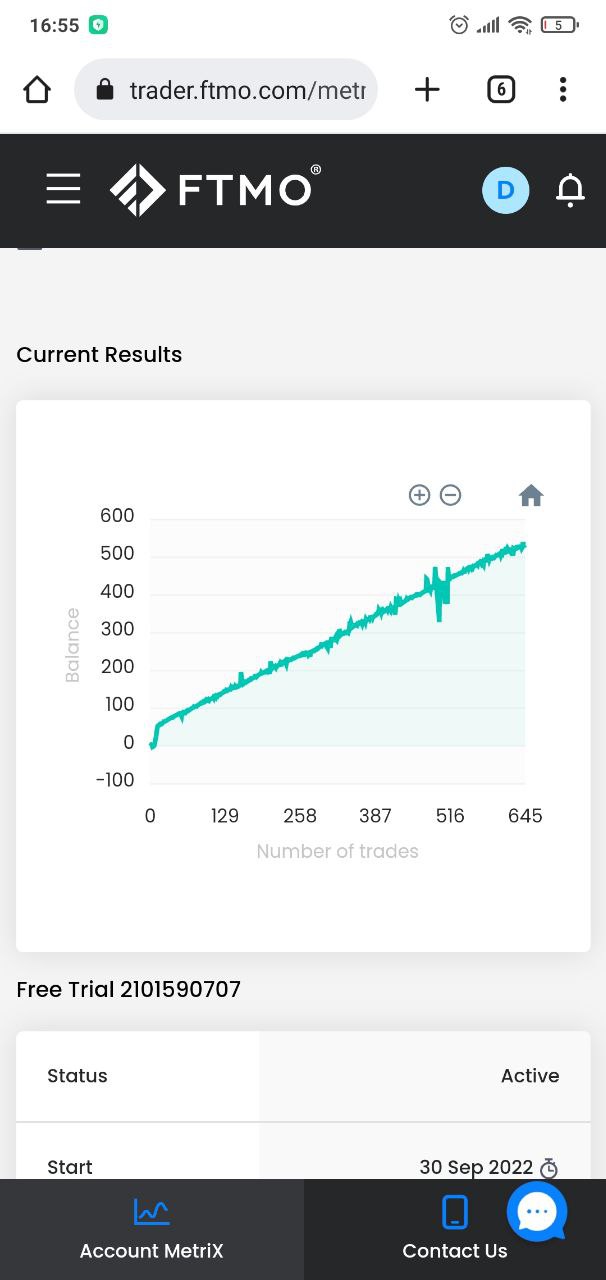 16:55
5
trader.ftmo.com/metr
6
FTMO®
D
Current Results
600
500
400
300
200
100
0
-100
Balance
0 129 258 387 516 645
Number of trades
Free Trial 2101590707
Status Active
Start 30 Sep 2022
Account MetriX Contact Us